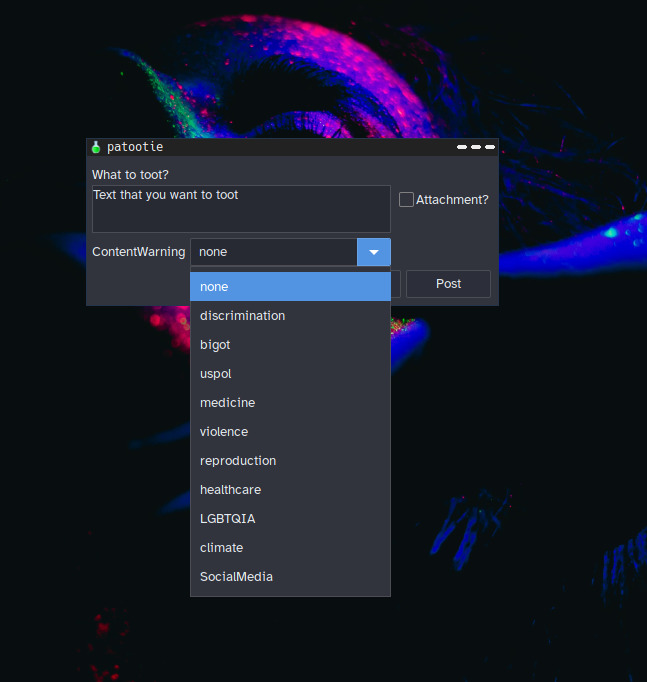 patootie
What to toot?
Text that you want to toot
Attachment?
ContentWarning
none
Post
none
discrimination
bigot
uspol
medicine
violence
reproduction
healthcare
LGBTQIA
climate
SocialMedia